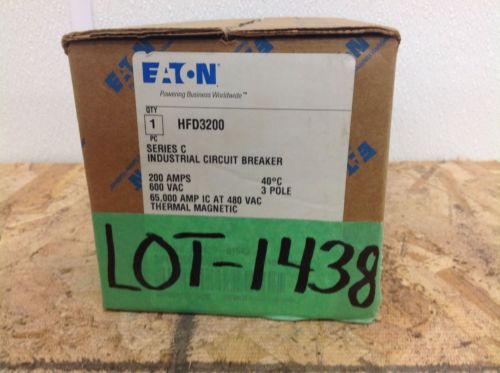 EATON
Powering Business Worldwide™
QTY
1 HFD3200
PC
SERIES C
INDUSTRIAL CIRCUIT BREAKER
200 AMPS 40°C
600 VAC 3 POLE
65,000 AMP IC AT 480 VAC
THERMAL MAGNETIC
LOT-1438